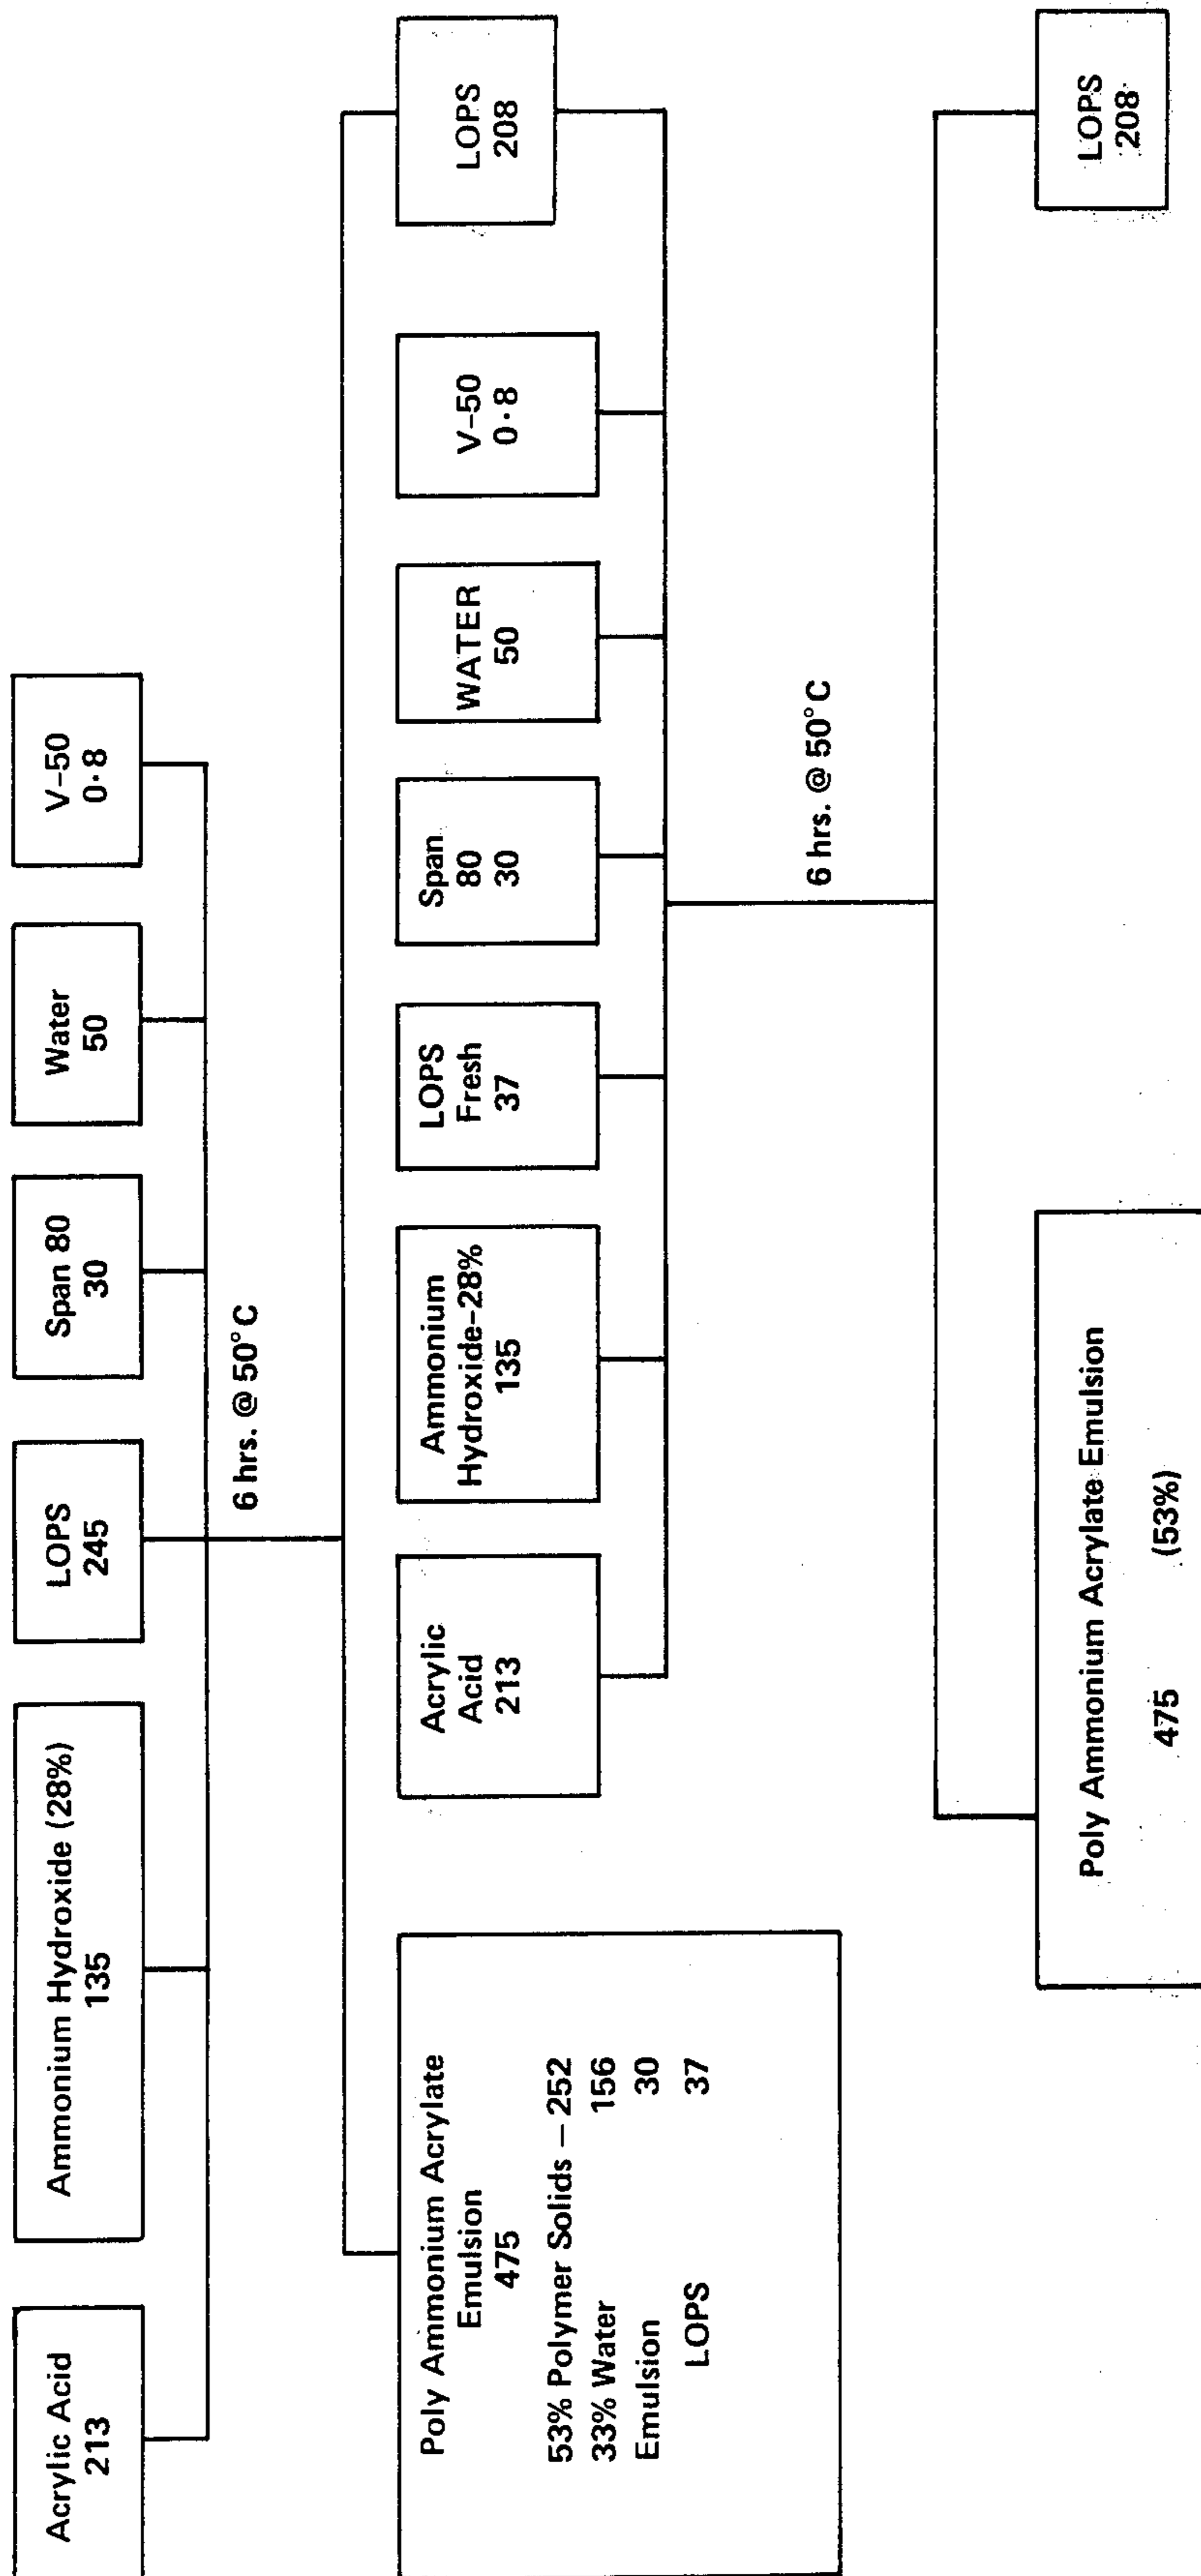 Acrylic Acid
213
Ammonium Hydroxide (28%)
135
LOPS
245
Span 80
30
Water
50
V-50
0·8
6 hrs. @ 50°C
Poly Ammonium Acrylate
Emulsion
475
53% Polymer Solids — 252
33% Water 156
Emulsion 30
LOPS 37
Acrylic
Acid
213
Ammonium
Hydroxide-28%
135
LOPS
Fresh
37
Span
80
30
WATER
50
V-50
0·8
LOPS
208
6 hrs. @ 50°C
Poly Ammonium Acrylate Emulsion
475 (53%)
LOPS
208